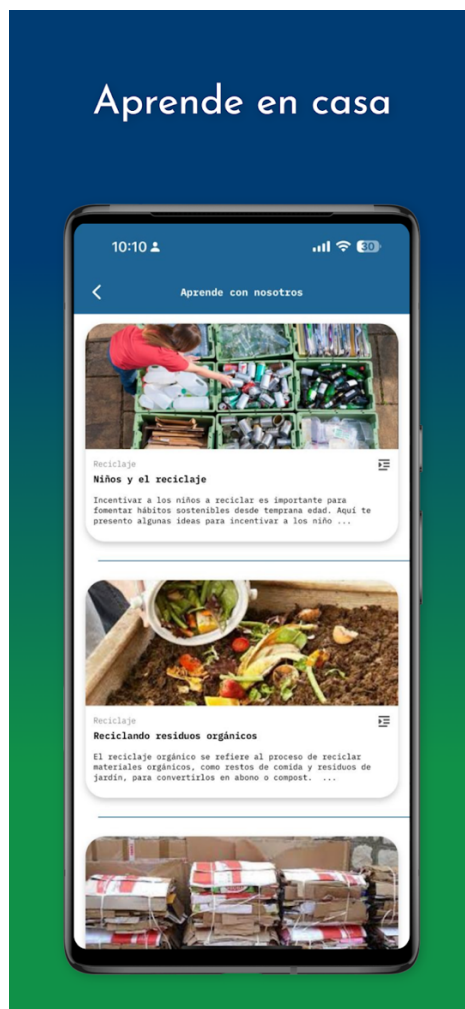 Aprende en casa
10:10
30
Aprende con nosotros
Reciclaje
Niños y el reciclaje
Incentivar a los niños a reciclar es importante para
fomentar hábitos sostenibles desde temprana edad. Aquí te
presento algunas ideas para incentivar a los niño ...
Reciclaje
Reciclando residuos orgánicos
El reciclaje orgánico se refiere al proceso de reciclar
materiales orgánicos, como restos de comida y residuos de
jardín, para convertirlos en abono o compost. ...